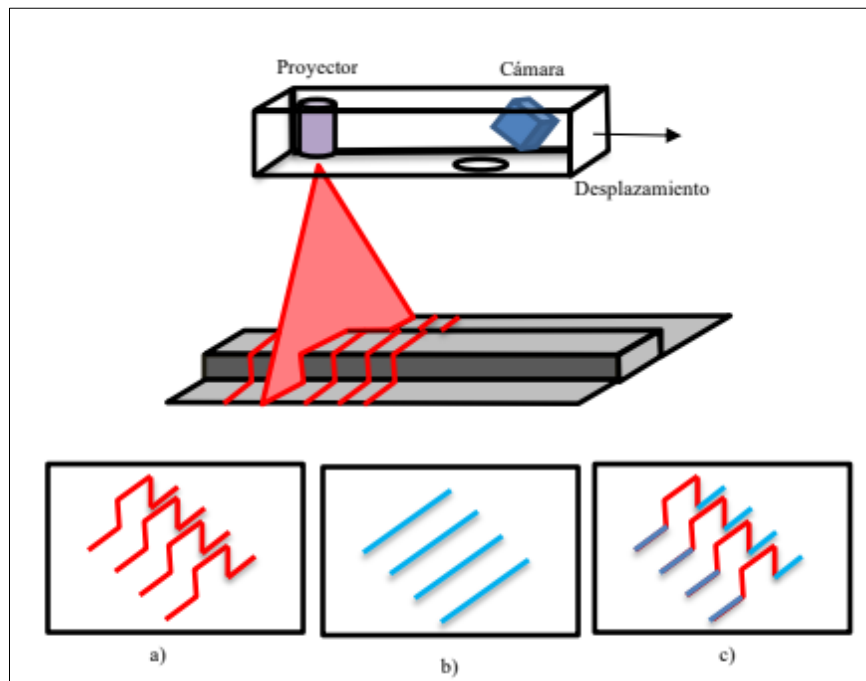 Proyector
Cámara
Desplazamiento
a)
b)
c)